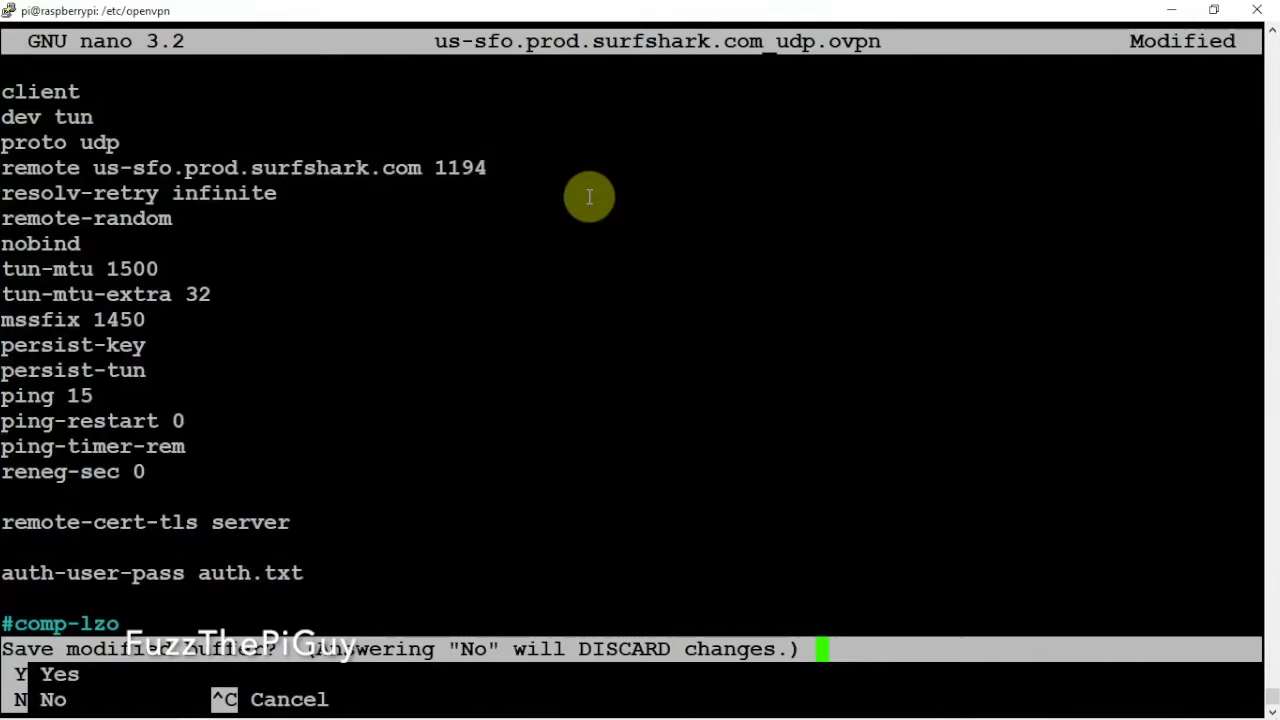 pi@raspberrypi: /etc/openvpn
GNU nano 3.2 us-sfo.prod.surfshark.com_udp.ovpn Modified
client
dev tun
proto udp
remote us-sfo.prod.surfshark.com 1194
resolv-retry infinite
remote-random
nobind
tun-mtu 1500
tun-mtu-extra 32
mssfix 1450
persist-key
persist-tun
ping 15
ping-restart 0
ping-timer-rem
reneg-sec 0
remote-cert-tls server
auth-user-pass auth.txt
#comp-lzo
FuzzThePiGuy
Save modified buffer? (Answering "No" will DISCARD changes.)
Y Yes
N No ^C Cancel